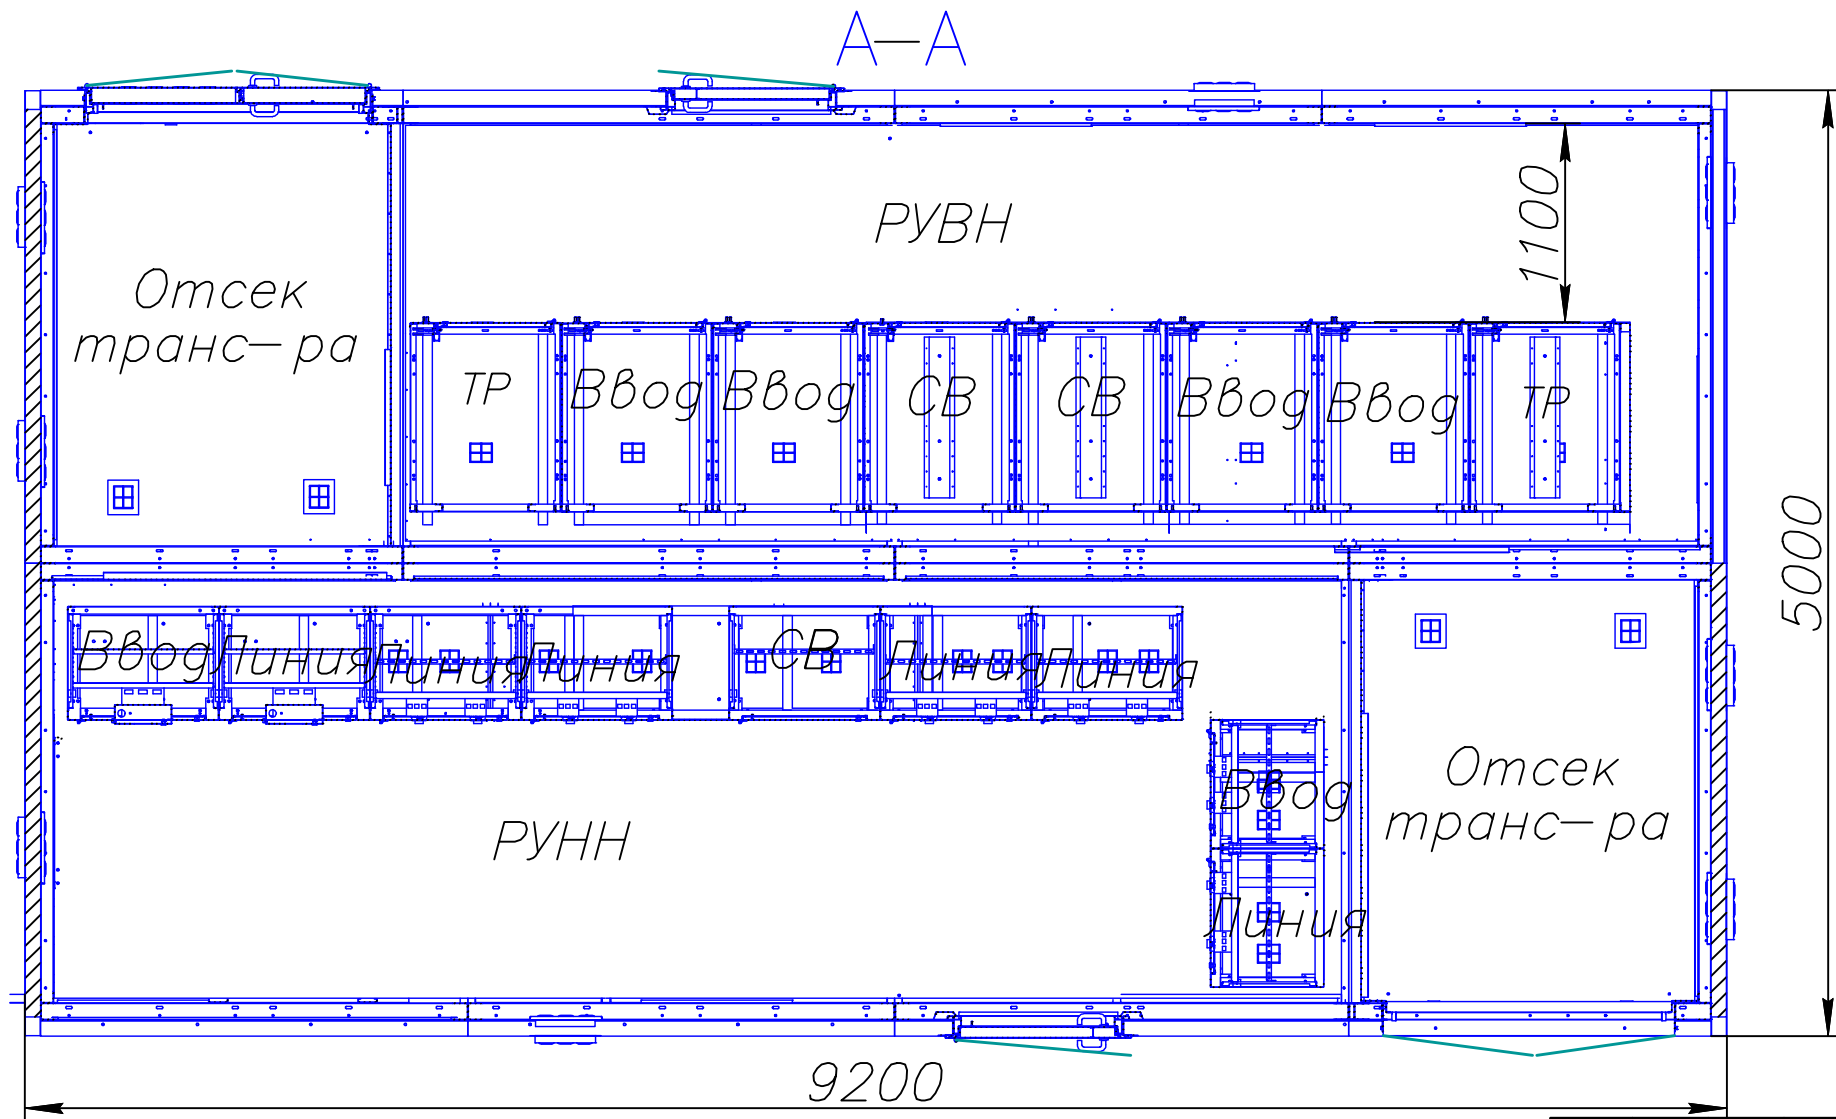 А—А
РУВН
1100
Отсек
транс—ра
ТР
Ввод
Ввод
СВ
СВ
Ввод
Ввод
ТР
5000
Ввод
Линия
Линия
Линия
СВ
Линия
Линия
Ввод
Линия
РУНН
Отсек
транс—ра
9200